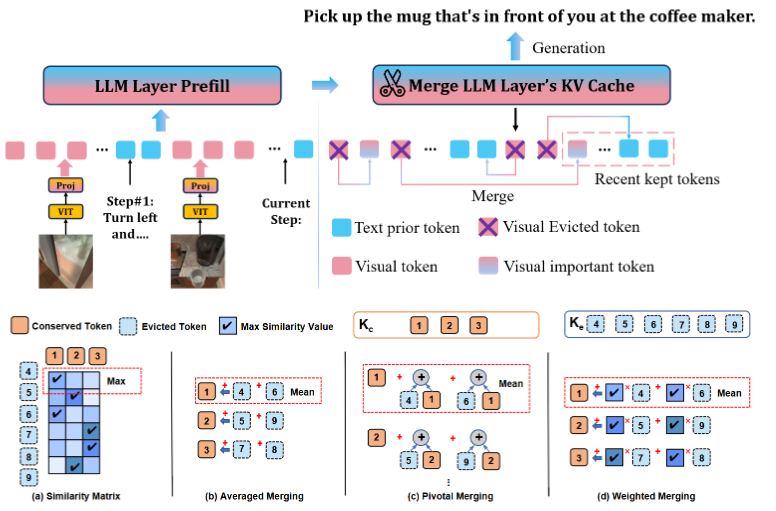 Pick up the mug that's in front of you at the coffee maker.
Generation
LLM Layer Prefill
Merge LLM Layer's KV Cache
...
...
...
...
...
Proj
Proj
VIT
VIT
Step#1:
Turn left
and....
Current
Step:
Merge
Recent kept tokens
Text prior token
Visual Evicted token
Visual token
Visual important token
Conserved Token
Evicted Token
Max Similarity Value
Kc 1 2 3
Ke 4 5 6 7 8 9
1 2 3
4
5
6
7
8
9
Max
1 + 4 + 6 Mean
2 + 5 + 9
3 + 7 + 8
1 + + + +
4 1 6 1
Mean
2 + + + +
5 2 9 2
⋮
1 + × 4 + × 6 Mean
2 + × 5 + × 9
3 + × 7 + × 8
(a) Similarity Matrix
(b) Averaged Merging
(c) Pivotal Merging
(d) Weighted Merging